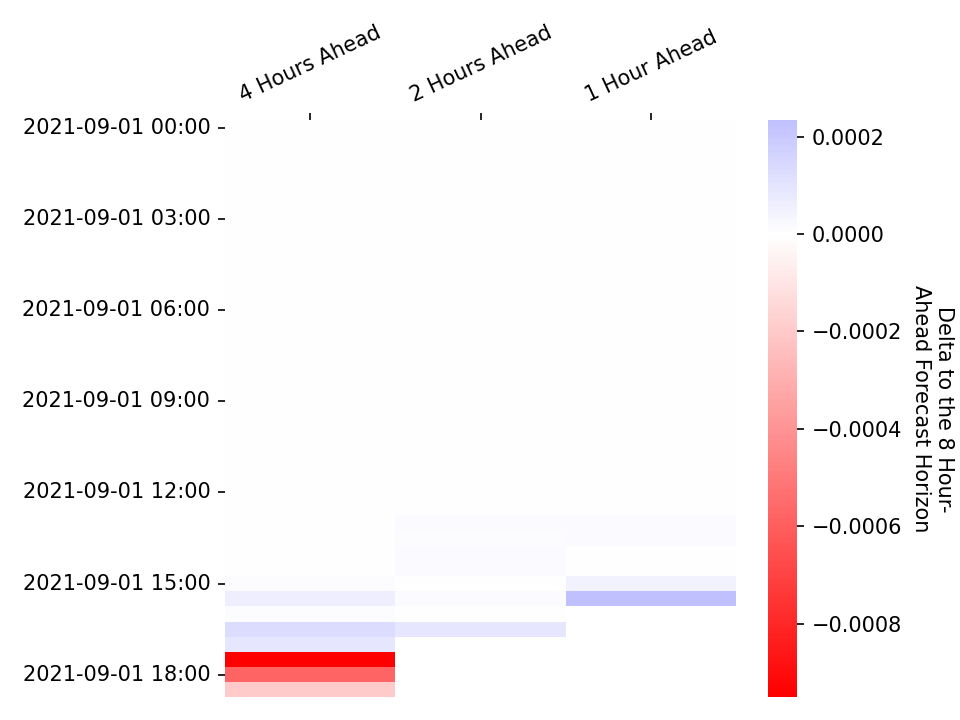 4 Hours Ahead
2 Hours Ahead
1 Hour Ahead
2021-09-01 00:00
2021-09-01 03:00
2021-09-01 06:00
2021-09-01 09:00
2021-09-01 12:00
2021-09-01 15:00
2021-09-01 18:00
0.0002
0.0000
−0.0002
−0.0004
−0.0006
−0.0008
Delta to the 8 Hour-
Ahead Forecast Horizon